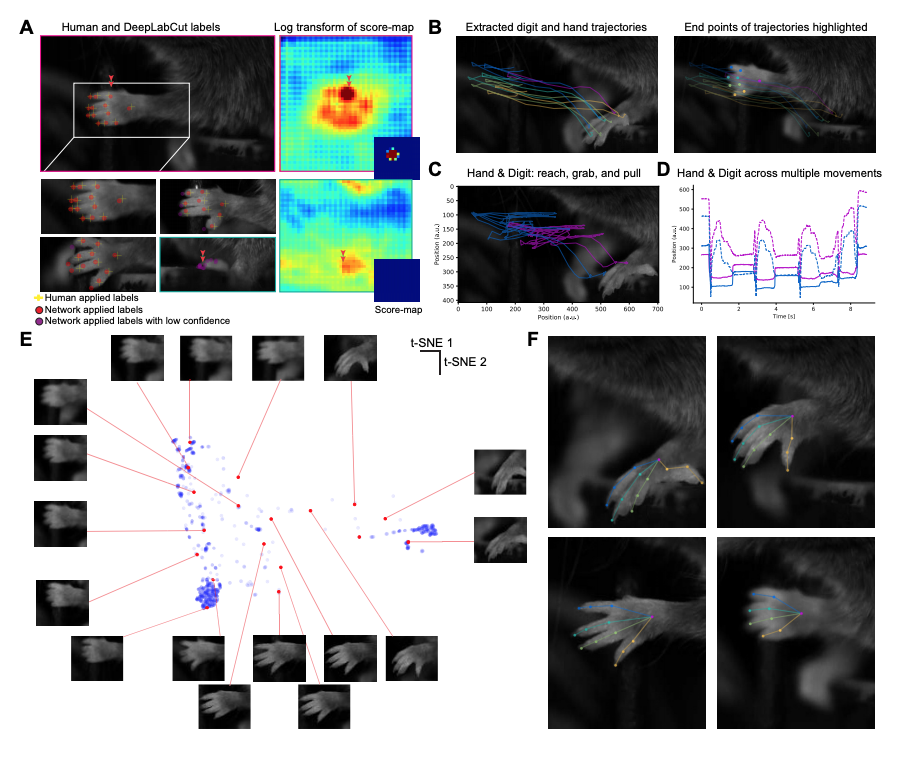 A
Human and DeepLabCut labels
Log transform of score-map
Human applied labels
Network applied labels
Network applied labels with low confidence
Score-map
B
Extracted digit and hand trajectories
End points of trajectories highlighted
C
Hand & Digit: reach, grab, and pull
Position (a.u.)
0
50
100
150
200
250
300
350
400
0
100
200
300
400
500
600
700
Position (a.u.)
D
Hand & Digit across multiple movements
Position (a.u.)
600
500
400
300
200
100
0
2
4
6
8
Time [s]
E
t-SNE 1
t-SNE 2
F